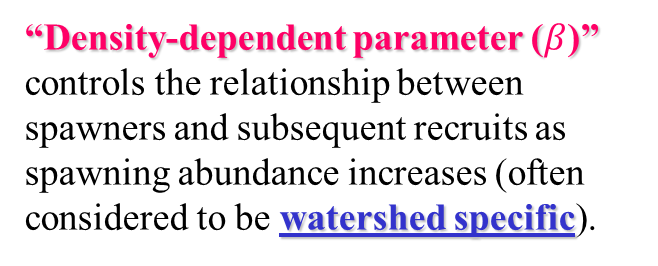 “Density-dependent parameter (β)”
controls the relationship between
spawners and subsequent recruits as
spawning abundance increases (often
considered to be watershed specific).